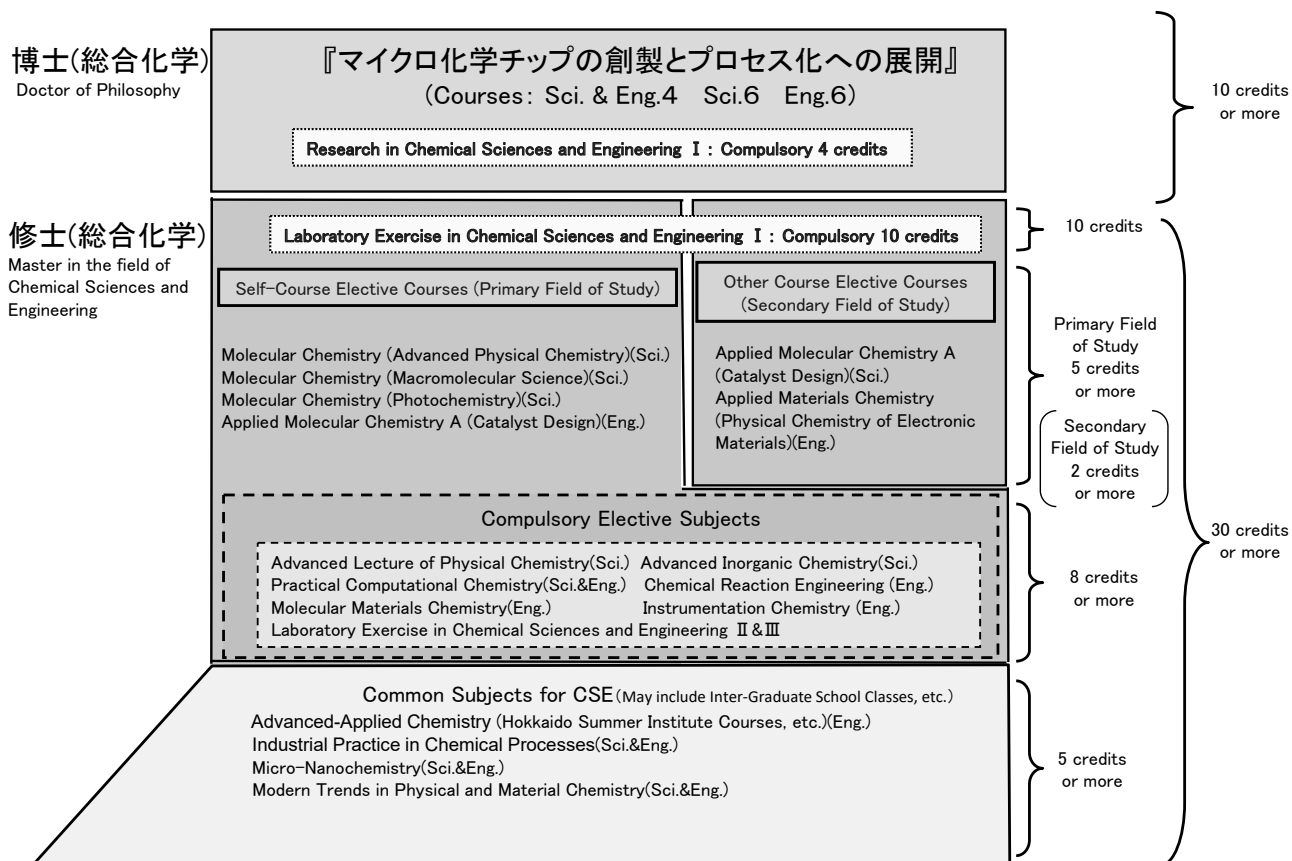 博士(総合化学)
Doctor of Philosophy
『マイクロ化学チップの創製とプロセス化への展開』
(Courses: Sci. & Eng.4 Sci.6 Eng.6)
Research in Chemical Sciences and Engineering Ⅰ: Compulsory 4 credits
10 credits
or more
修士(総合化学)
Master in the field of
Chemical Sciences and
Engineering
Laboratory Exercise in Chemical Sciences and Engineering Ⅰ: Compulsory 10 credits
10 credits
Self-Course Elective Courses (Primary Field of Study)
Molecular Chemistry (Advanced Physical Chemistry)(Sci.)
Molecular Chemistry (Macromolecular Science)(Sci.)
Molecular Chemistry (Photochemistry)(Sci.)
Applied Molecular Chemistry A (Catalyst Design)(Eng.)
Other Course Elective Courses
(Secondary Field of Study)
Applied Molecular Chemistry A
(Catalyst Design)(Sci.)
Applied Materials Chemistry
(Physical Chemistry of Electronic
Materials)(Eng.)
Primary Field
of Study
5 credits
or more
Secondary
Field of Study
2 credits
or more
Compulsory Elective Subjects
Advanced Lecture of Physical Chemistry(Sci.) Advanced Inorganic Chemistry(Sci.)
Practical Computational Chemistry(Sci.&Eng.) Chemical Reaction Engineering (Eng.)
Molecular Materials Chemistry(Eng.) Instrumentation Chemistry (Eng.)
Laboratory Exercise in Chemical Sciences and Engineering Ⅱ&Ⅲ
8 credits
or more
30 credits
or more
Common Subjects for CSE(May include Inter-Graduate School Classes, etc.)
Advanced-Applied Chemistry (Hokkaido Summer Institute Courses, etc.)(Eng.)
Industrial Practice in Chemical Processes(Sci.&Eng.)
Micro-Nanochemistry(Sci.&Eng.)
Modern Trends in Physical and Material Chemistry(Sci.&Eng.)
5 credits
or more